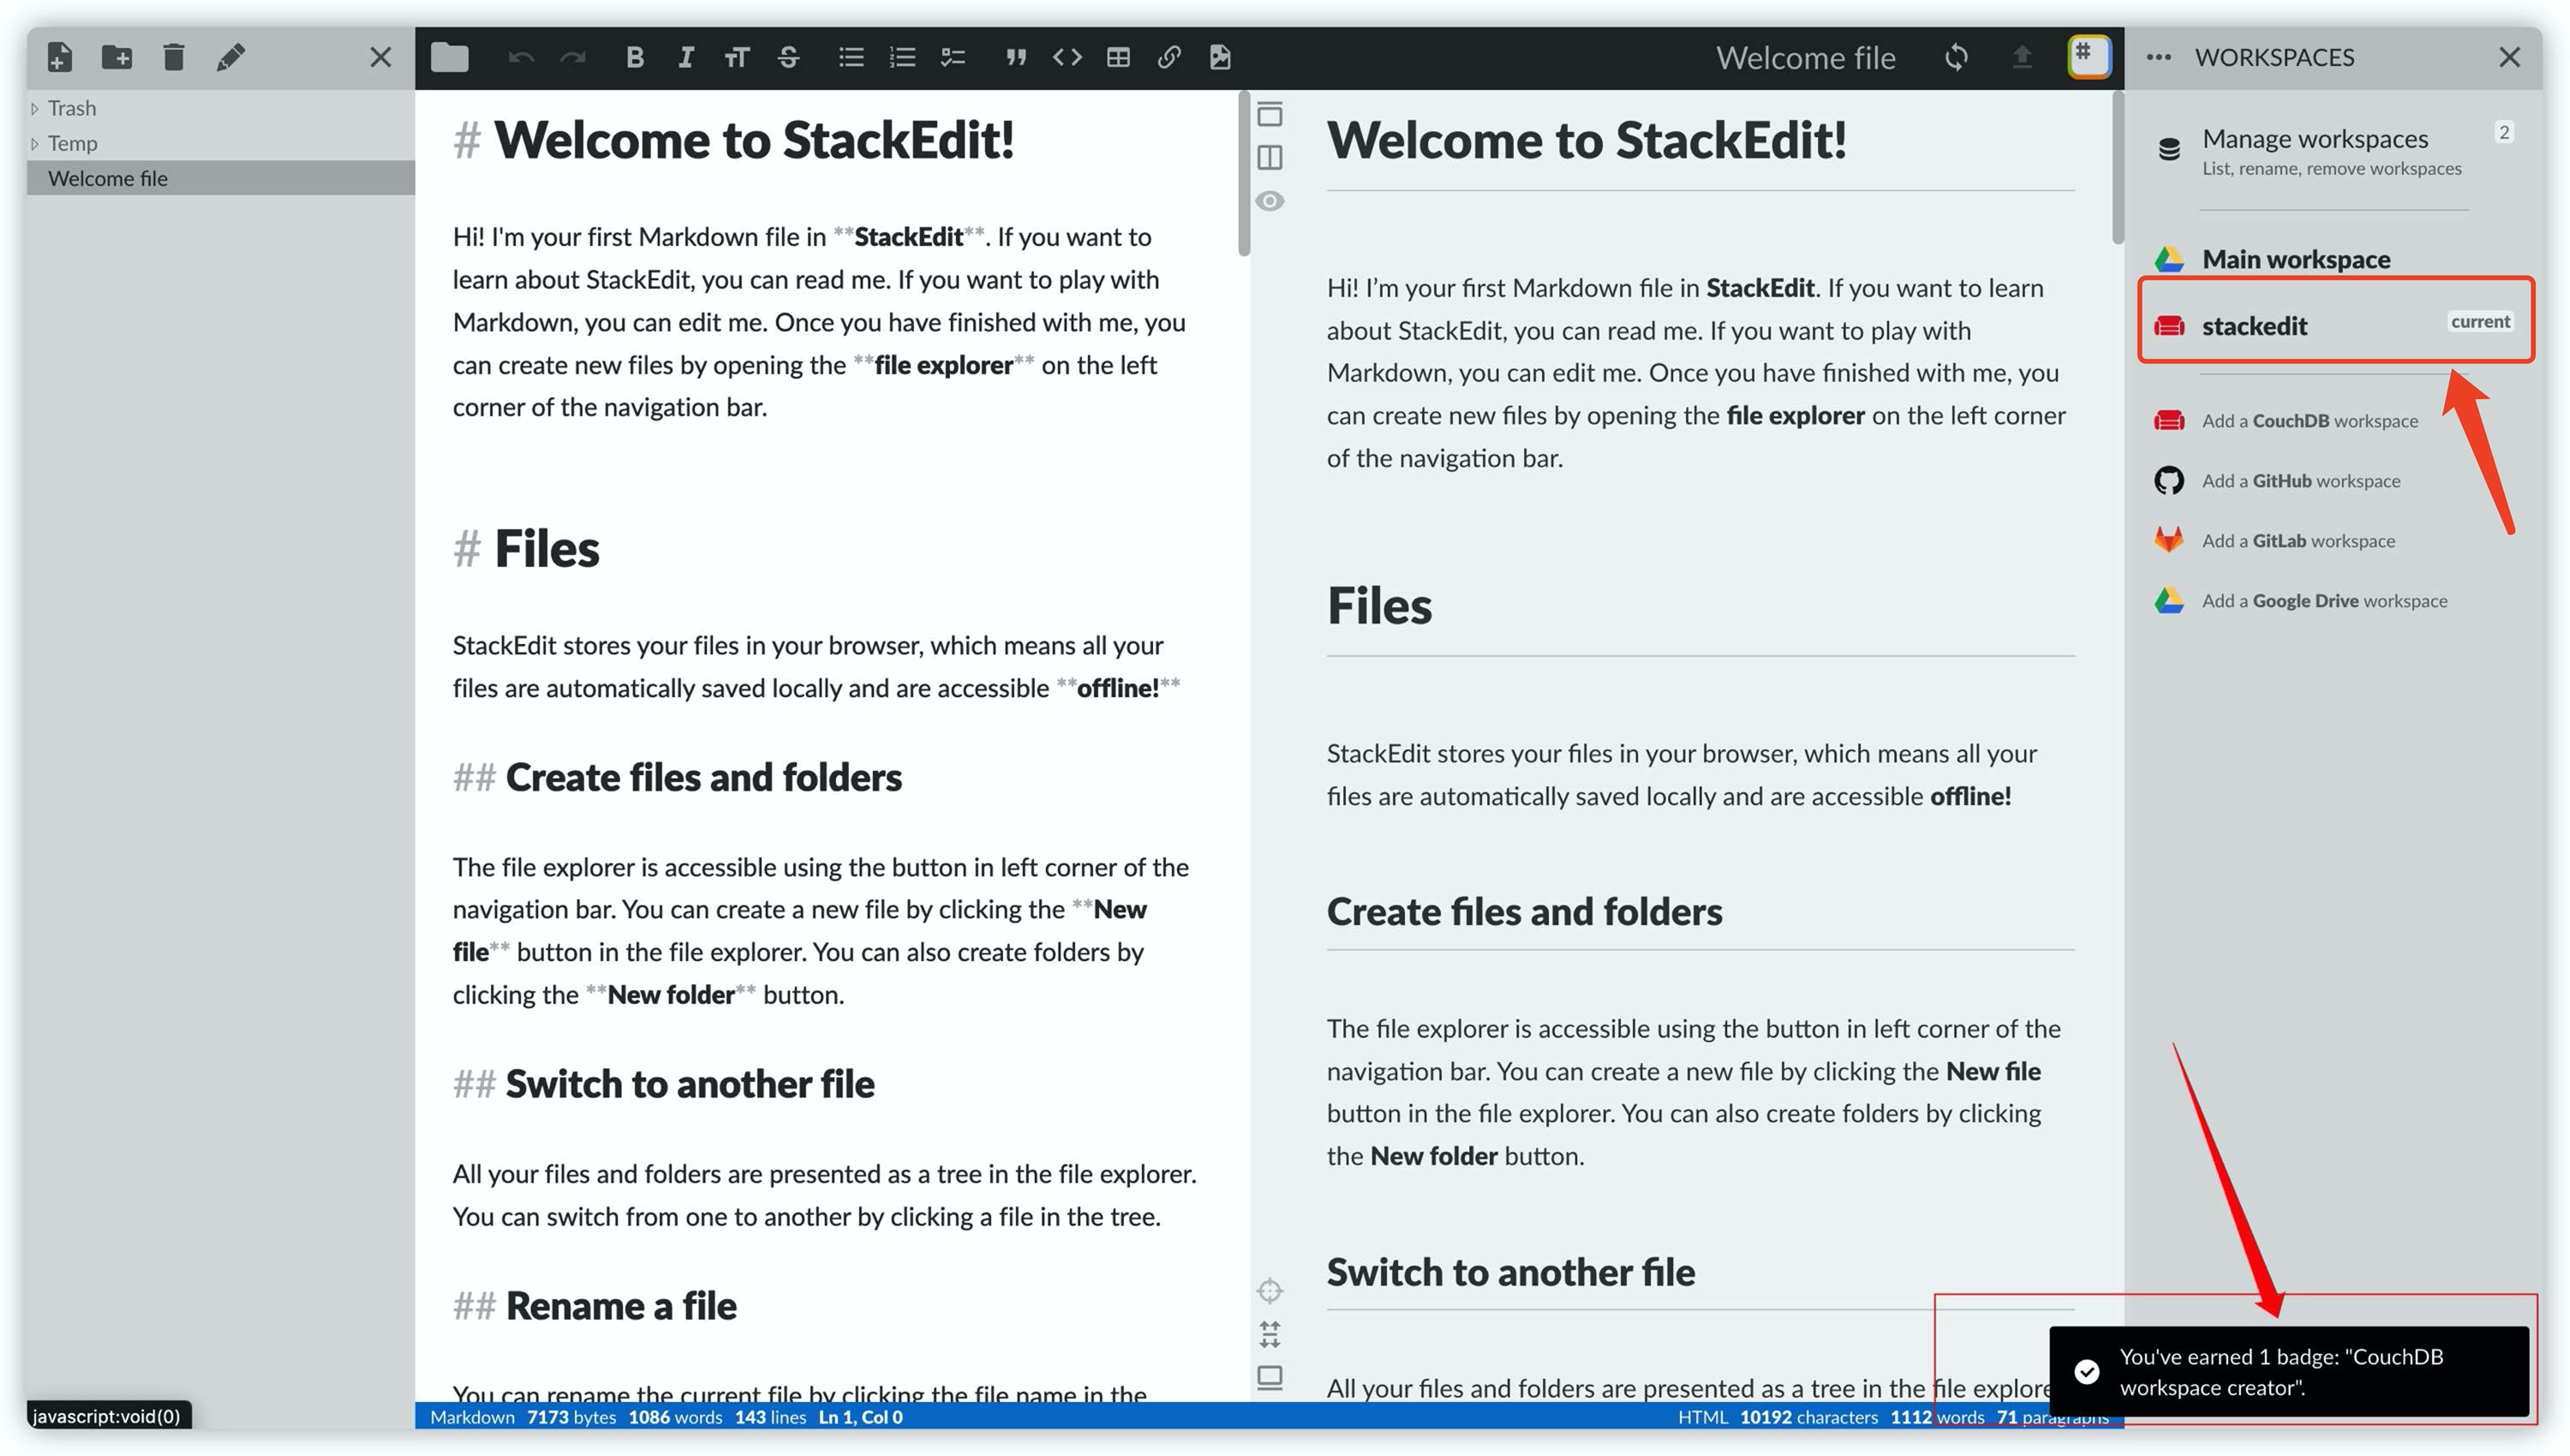 Welcome file
#
WORKSPACES
Trash
Temp
Welcome file
# Welcome to StackEdit!
Hi! I'm your first Markdown file in **StackEdit**. If you want to
learn about StackEdit, you can read me. If you want to play with
Markdown, you can edit me. Once you have finished with me, you
can create new files by opening the **file explorer** on the left
corner of the navigation bar.
# Files
StackEdit stores your files in your browser, which means all your
files are automatically saved locally and are accessible **offline!**
## Create files and folders
The file explorer is accessible using the button in left corner of the
navigation bar. You can create a new file by clicking the **New
file** button in the file explorer. You can also create folders by
clicking the **New folder** button.
## Switch to another file
All your files and folders are presented as a tree in the file explorer.
You can switch from one to another by clicking a file in the tree.
## Rename a file
You can rename the current file by clicking the file name in the
Welcome to StackEdit!
Hi! I’m your first Markdown file in StackEdit. If you want to learn
about StackEdit, you can read me. If you want to play with
Markdown, you can edit me. Once you have finished with me, you
can create new files by opening the file explorer on the left corner
of the navigation bar.
Files
StackEdit stores your files in your browser, which means all your
files are automatically saved locally and are accessible offline!
Create files and folders
The file explorer is accessible using the button in left corner of the
navigation bar. You can create a new file by clicking the New file
button in the file explorer. You can also create folders by clicking
the New folder button.
Switch to another file
All your files and folders are presented as a tree in the file explore
Manage workspaces
2
List, rename, remove workspaces
Main workspace
stackedit
current
Add a CouchDB workspace
Add a GitHub workspace
Add a GitLab workspace
Add a Google Drive workspace
You've earned 1 badge: "CouchDB
workspace creator".
javascript:void(0)
Markdown 7173 bytes 1086 words 143 lines Ln 1, Col 0
HTML 10192 characters 1112 words 71 paragraphs